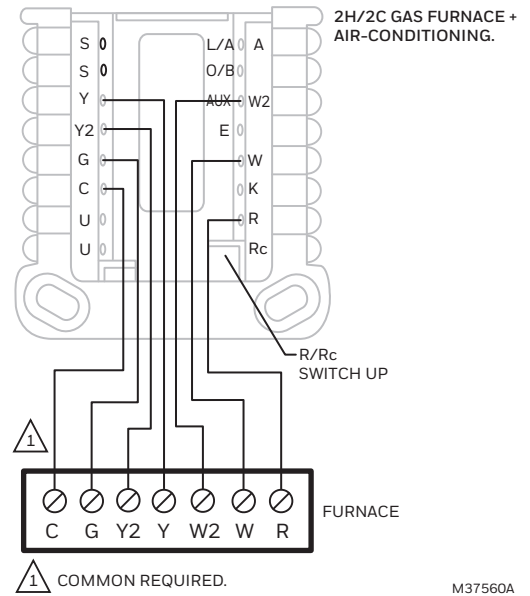 2H/2C GAS FURNACE +
AIR-CONDITIONING.
S
S
Y
Y2
G
C
U
U
L/A A
O/B
AUX W2
E
W
K
R
Rc
R/Rc
SWITCH UP
1
C G Y2 Y W2 W R
FURNACE
1 COMMON REQUIRED.
M37560A